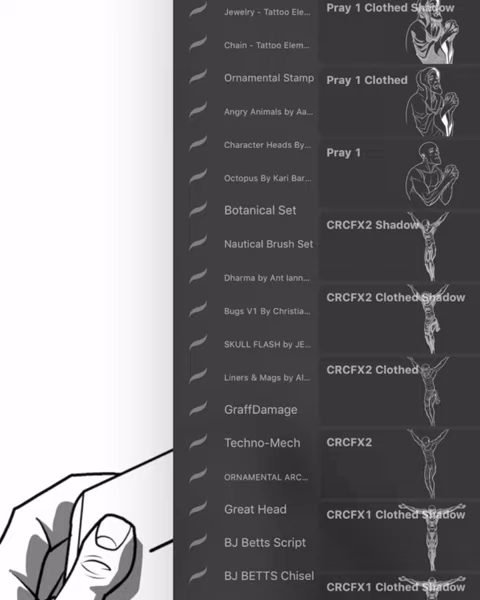 Jewelry - Tattoo Ele...
Chain - Tattoo Elem...
Ornamental Stamp
Angry Animals by Aa...
Character Heads By...
Octopus By Kari Bar...
Botanical Set
Nautical Brush Set
Dharma by Ant Iann...
Bugs V1 By Christia...
SKULL FLASH by JE...
Liners & Mags by Al...
GraffDamage
Techno-Mech
ORNAMENTAL ARC...
Great Head
BJ Betts Script
BJ BETTS Chisel
Pray 1 Clothed Shadow
Pray 1 Clothed
Pray 1
CRCFX2 Shadow
CRCFX2 Clothed Shadow
CRCFX2 Clothed
CRCFX2
CRCFX1 Clothed Shadow
CRCFX1 Clothed Shadow